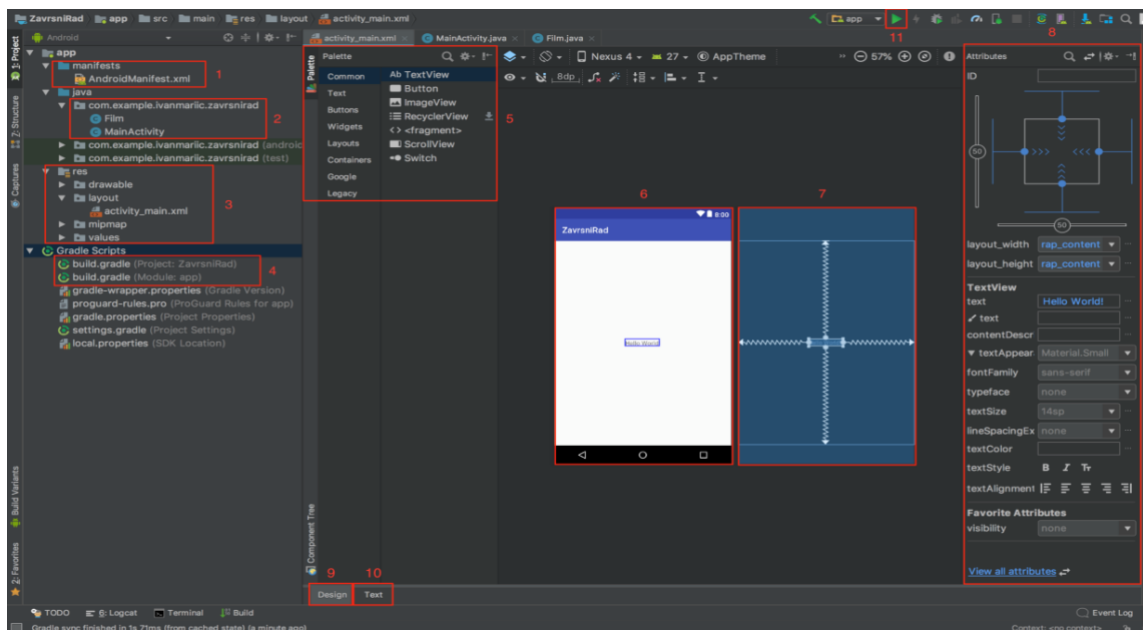 ZavrsniRad app src main res layout activity_main.xml
app
11
8
Android
1: Project
Z: Structure
Captures
Build Variants
2: Favorites
app
manifests
AndroidManifest.xml
1
java
com.example.ivanmarlic.zavrsnirad
Film
MainActivity
2
com.example.ivanmarlic.zavrsnirad (androic
com.example.ivanmarlic.zavrsnirad (test)
res
drawable
layout
activity_main.xml
mipmap
values
3
Gradle Scripts
build.gradle (Project: ZavrsniRad)
build.gradle (Module: app)
4
gradle-wrapper.properties (Gradle Version)
proguard-rules.pro (ProGuard Rules for app)
gradle.properties (Project Properties)
settings.gradle (Project Settings)
local.properties (SDK Location)
activity_main.xml MainActivity.java Film.java
Palette
Palette
Common
Text
Buttons
Widgets
Layouts
Containers
Google
Legacy
Ab TextView
Button
ImageView
RecyclerView
<> <fragment>
ScrollView
Switch
5
Nexus 4 27 AppTheme 57%
8dp
6
7
8:00
ZavrsniRad
Hello World!
Component Tree
9
10
Design Text
Attributes
ID
50
50
layout_width rap_content
layout_height rap_content
TextView
text Hello World!
text
contentDescr
textAppear Material.Small
fontFamily sans-serif
typeface none
textSize 14sp
lineSpacingEx none
textColor
textStyle B I Tr
textAlignment
Favorite Attributes
visibility none
View all attributes
TODO 6: Logcat Terminal Build
Event Log
Gradle sync finished in 1s 71ms (from cached state) (a minute ago)
Context: <no context>